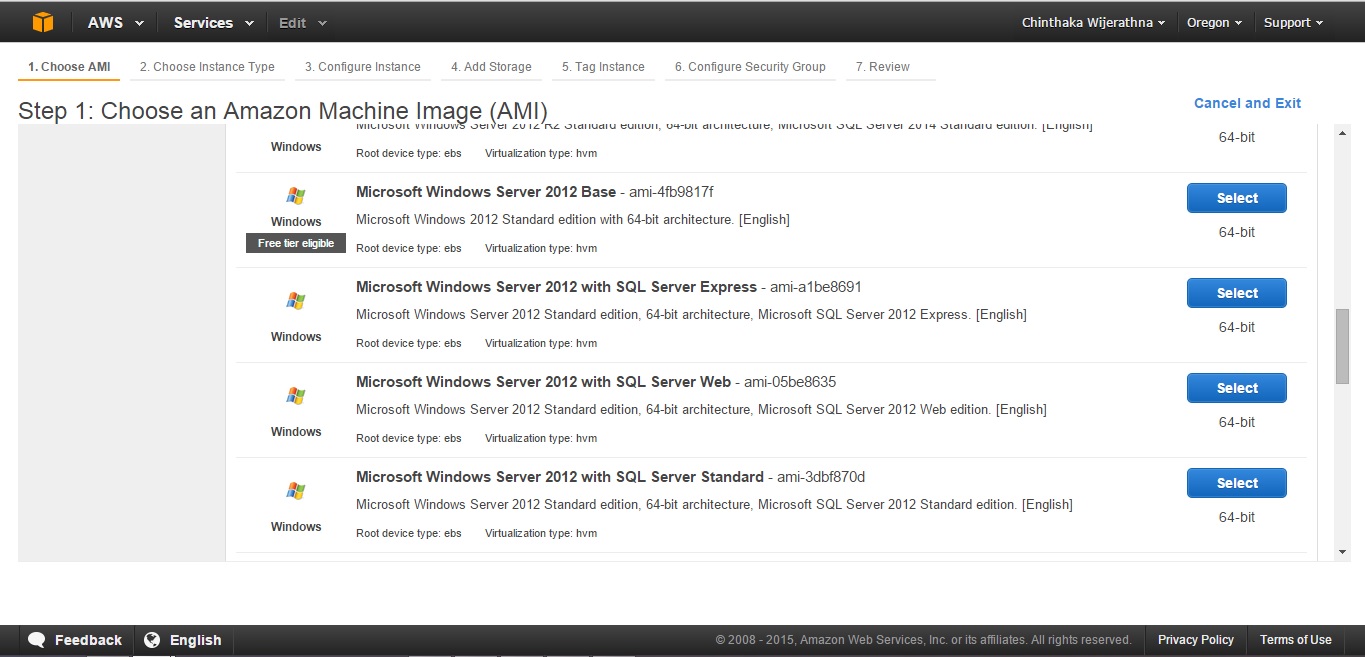 AWS Services Edit Chinthaka Wijerathna Oregon Support
1. Choose AMI 2. Choose Instance Type 3. Configure Instance 4. Add Storage 5. Tag Instance 6. Configure Security Group 7. Review
Step 1: Choose an Amazon Machine Image (AMI) Cancel and Exit
Microsoft Windows Server 2012 R2 Standard edition, 64-bit architecture, Microsoft SQL Server 2014 Standard edition. [English]
Windows 64-bit
Root device type: ebs Virtualization type: hvm
Microsoft Windows Server 2012 Base - ami-4fb9817f Select
Windows Microsoft Windows 2012 Standard edition with 64-bit architecture. [English]
64-bit
Free tier eligible Root device type: ebs Virtualization type: hvm
Microsoft Windows Server 2012 with SQL Server Express - ami-a1be8691 Select
Microsoft Windows Server 2012 Standard edition, 64-bit architecture, Microsoft SQL Server 2012 Express. [English]
64-bit
Windows Root device type: ebs Virtualization type: hvm
Microsoft Windows Server 2012 with SQL Server Web - ami-05be8635 Select
Microsoft Windows Server 2012 Standard edition, 64-bit architecture, Microsoft SQL Server 2012 Web edition. [English]
64-bit
Windows Root device type: ebs Virtualization type: hvm
Microsoft Windows Server 2012 with SQL Server Standard - ami-3dbf870d Select
Microsoft Windows Server 2012 Standard edition, 64-bit architecture, Microsoft SQL Server 2012 Standard edition. [English]
64-bit
Windows Root device type: ebs Virtualization type: hvm
Feedback English © 2008 - 2015, Amazon Web Services, Inc. or its affiliates. All rights reserved. Privacy Policy Terms of Use